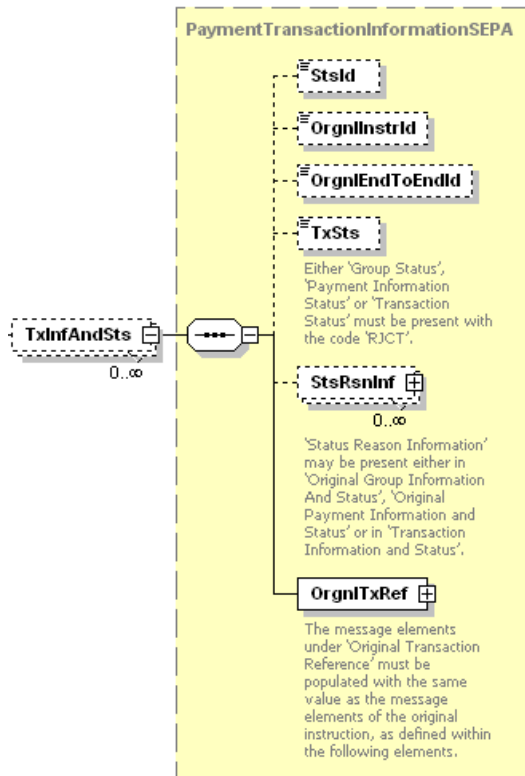 PaymentTransactionInformationSEPA
StsId
OrgnlInstrId
OrgnlEndToEndId
TxSts
Either 'Group Status',
'Payment Information
Status' or 'Transaction
Status' must be present with
the code 'RJCT'.
TxInfAndSts
0..∞
StsRsnInf
0..∞
'Status Reason Information'
may be present either in
'Original Group Information
And Status', 'Original
Payment Information and
Status' or in 'Transaction
Information and Status'.
OrgnlTxRef
The message elements
under 'Original Transaction
Reference' must be
populated with the same
value as the message
elements of the original
instruction, as defined within
the following elements.